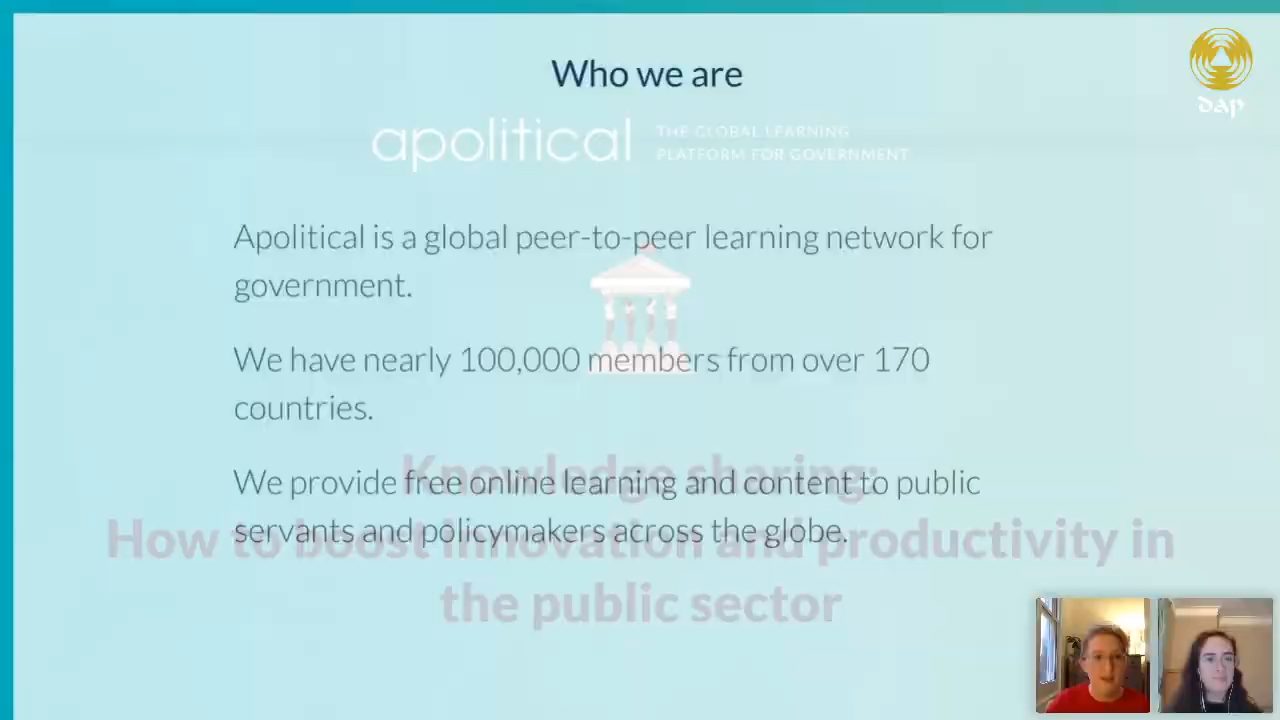 Who we are
dap
apolitical
THE GLOBAL LEARNING
PLATFORM FOR GOVERNMENT
Apolitical is a global peer-to-peer learning network for
government.
We have nearly 100,000 members from over 170
countries.
We provide free online learning and content to public
servants and policymakers across the globe.
Knowledge sharing:
How to boost innovation and productivity in
the public sector